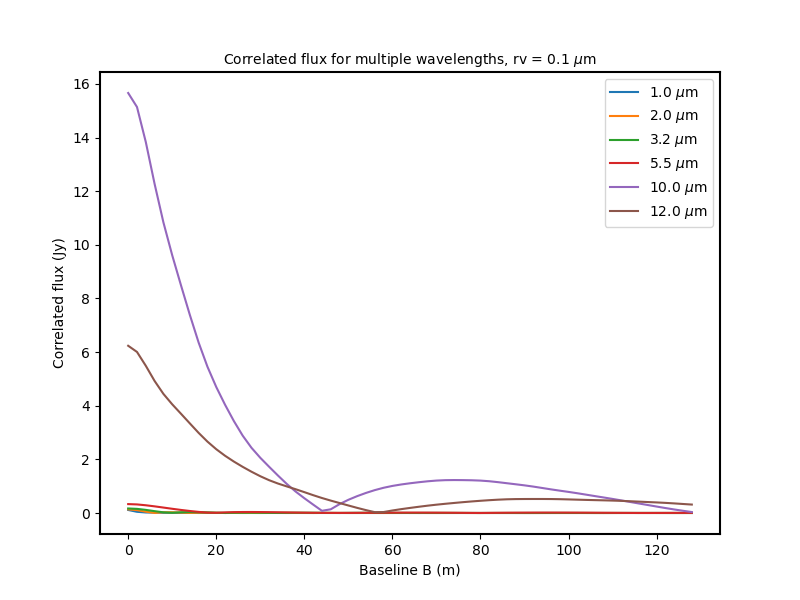 Correlated flux for multiple wavelengths, rv = 0.1 μm
16
14
12
10
8
6
4
2
0
Correlated flux (Jy)
1.0 μm
2.0 μm
3.2 μm
5.5 μm
10.0 μm
12.0 μm
0 20 40 60 80 100 120
Baseline B (m)